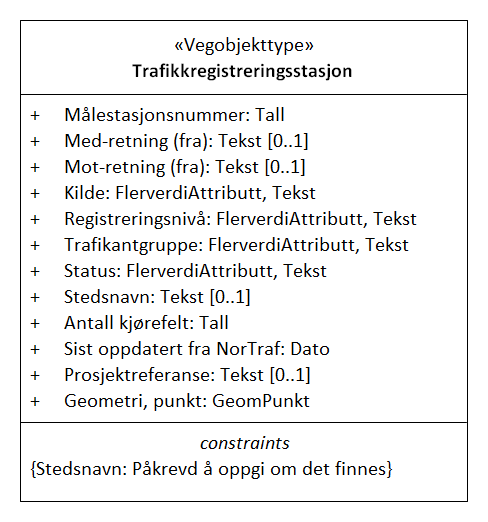 «Vegobjekttype»
Trafikkregistreringsstasjon
+ Målestasjonsnummer: Tall
+ Med-retning (fra): Tekst [0..1]
+ Mot-retning (fra): Tekst [0..1]
+ Kilde: FlerverdiAttributt, Tekst
+ Registreringsnivå: FlerverdiAttributt, Tekst
+ Trafikantgruppe: FlerverdiAttributt, Tekst
+ Status: FlerverdiAttributt, Tekst
+ Stedsnavn: Tekst [0..1]
+ Antall kjørefelt: Tall
+ Sist oppdatert fra NorTraf: Dato
+ Prosjektreferanse: Tekst [0..1]
+ Geometri, punkt: GeomPunkt
constraints
{Stedsnavn: Påkrevd å oppgi om det finnes}